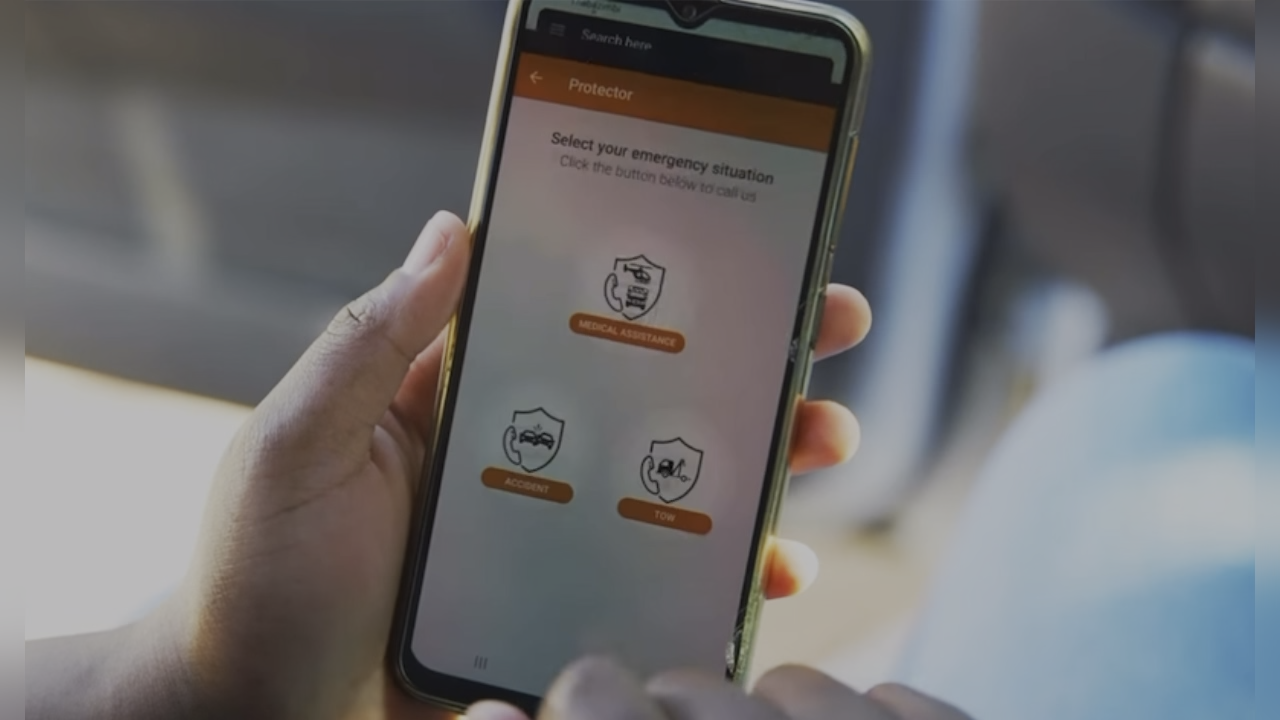 Search here
Protector
Select your emergency situation
Click the button below to call us
MEDICAL ASSISTANCE
ACCIDENT
TOW